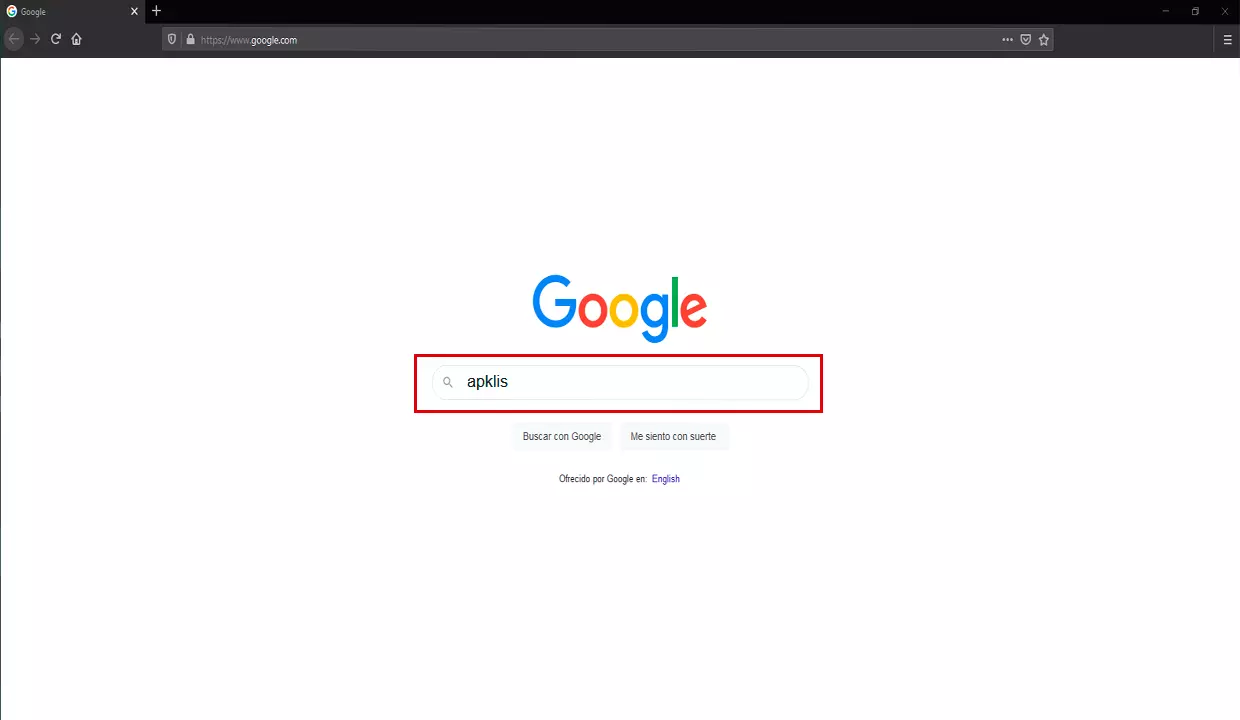 Google
https://www.google.com
Google
apklis
Buscar con Google
Me siento con suerte
Ofrecido por Google en: English